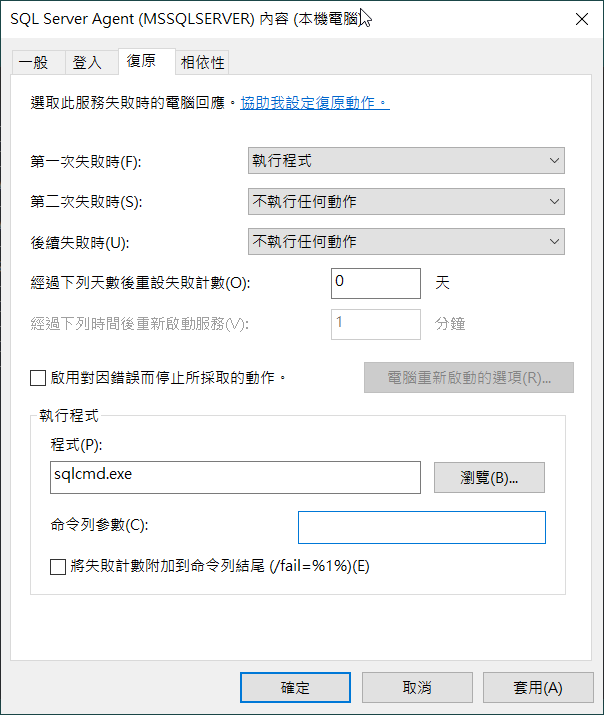 SQL Server Agent (MSSQLSERVER) 內容 (本機電腦)
一般 登入 復原 相依性
選取此服務失敗時的電腦回應。協助我設定復原動作。
第一次失敗時(F): 執行程式
第二次失敗時(S): 不執行任何動作
後續失敗時(U): 不執行任何動作
經過下列天數後重設失敗計數(O): 0 天
經過下列時間後重新啟動服務(V): 1 分鐘
啟用對因錯誤而停止所採取的動作。 電腦重新啟動的選項(R)...
執行程式
程式(P):
sqlcmd.exe 瀏覽(B)...
命令列參數(C):
將失敗計數附加到命令列結尾 (/fail=%1%)(E)
確定 取消 套用(A)